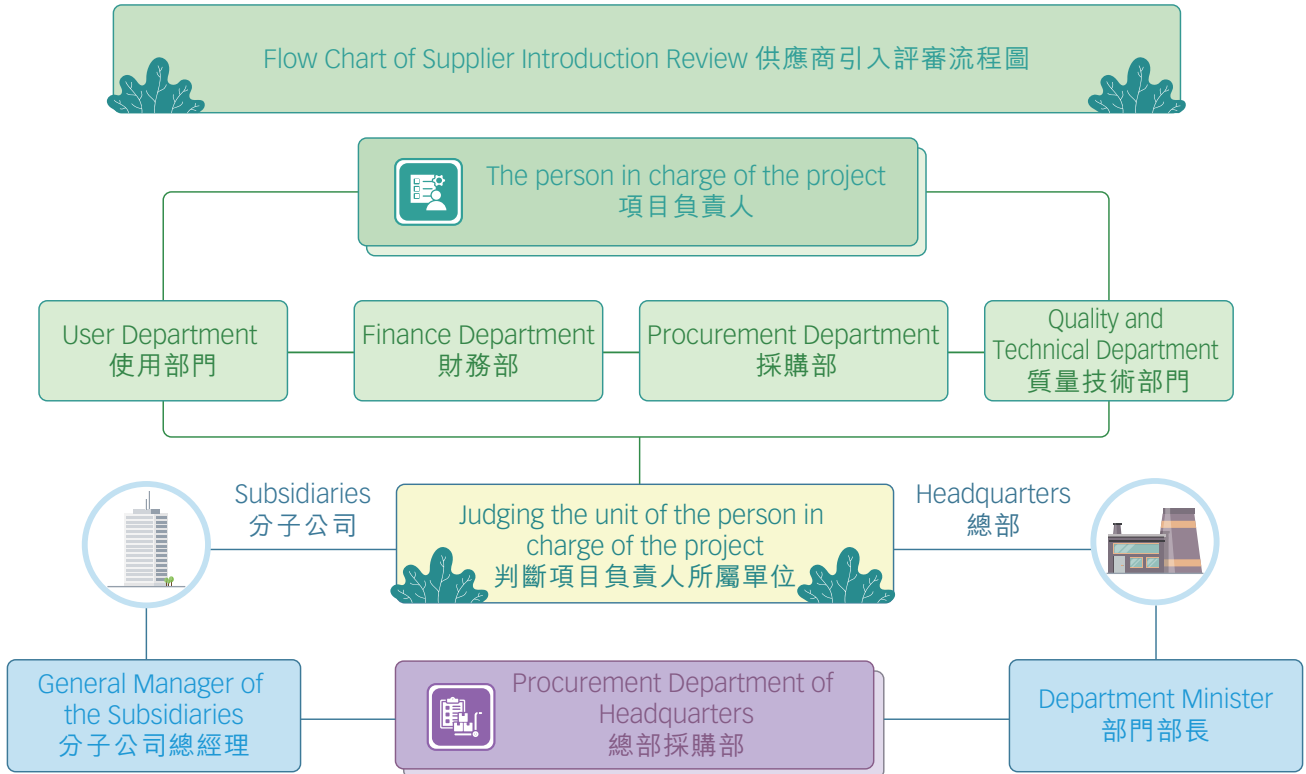 Flow Chart of Supplier Introduction Review 供應商引入評審流程圖
The person in charge of the project
項目負責人
User Department
使用部門
Finance Department
財務部
Procurement Department
採購部
Quality and
Technical Department
質量技術部門
Subsidiaries
分子公司
Judging the unit of the person in
charge of the project
判斷項目負責人所屬單位
Headquarters
總部
General Manager of
the Subsidiaries
分子公司總經理
Procurement Department of
Headquarters
總部採購部
Department Minister
部門部長